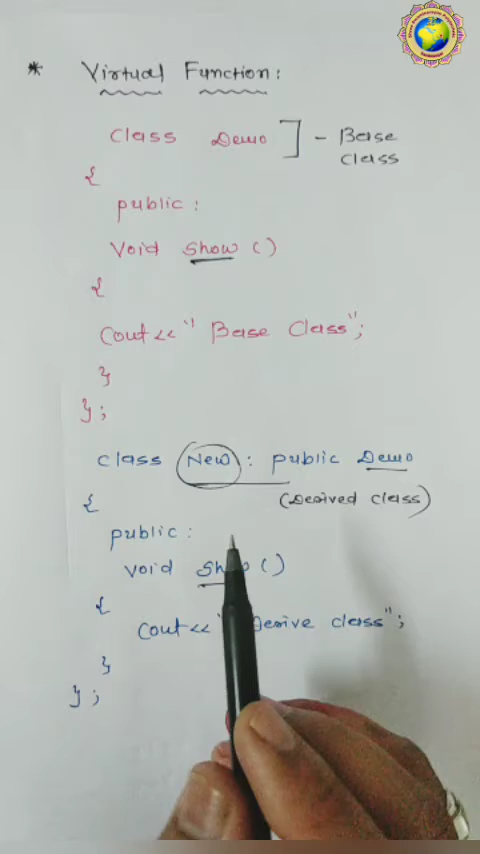 * Virtual Function:
class Demo ] - Base class
{
public:
void show ()
{
cout<<" Base Class";
}
};
class New : public Demo
(Derived class)
{
public:
void show ()
{
cout<<" Derive class";
}
};